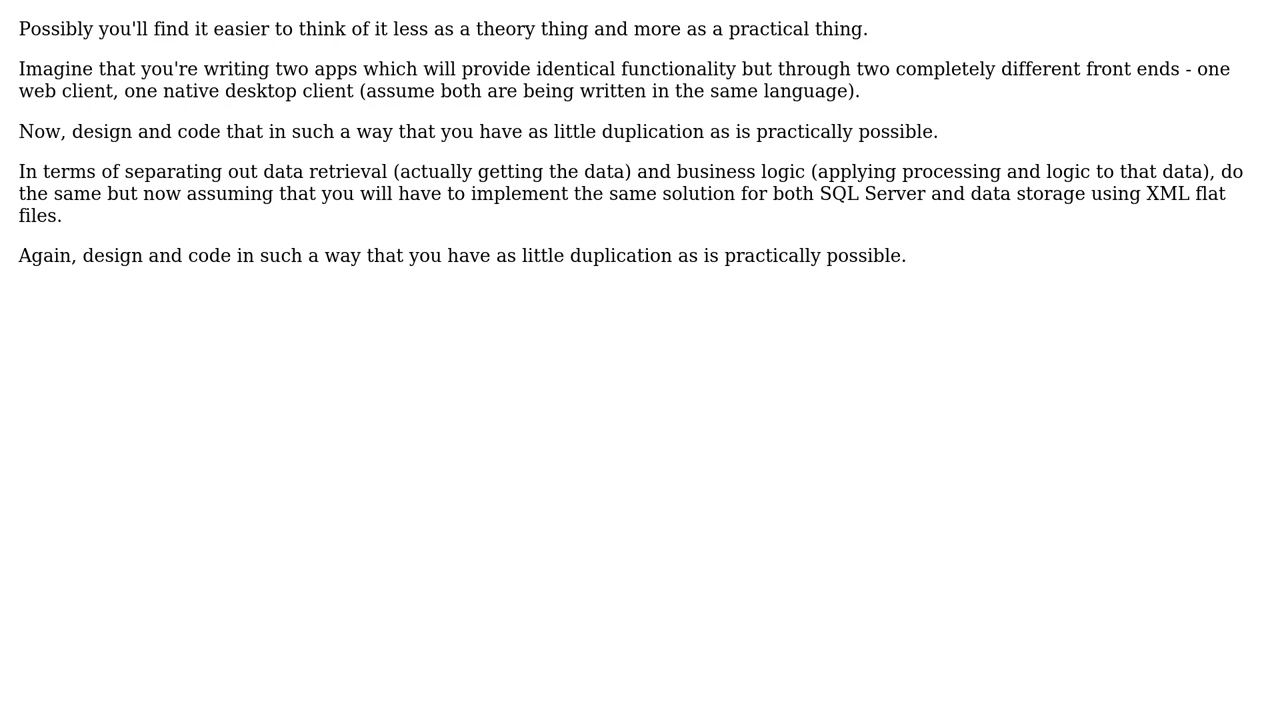 Possibly you'll find it easier to think of it less as a theory thing and more as a practical thing.
Imagine that you're writing two apps which will provide identical functionality but through two completely different front ends - one
web client, one native desktop client (assume both are being written in the same language).
Now, design and code that in such a way that you have as little duplication as is practically possible.
In terms of separating out data retrieval (actually getting the data) and business logic (applying processing and logic to that data), do
the same but now assuming that you will have to implement the same solution for both SQL Server and data storage using XML flat
files.
Again, design and code in such a way that you have as little duplication as is practically possible.